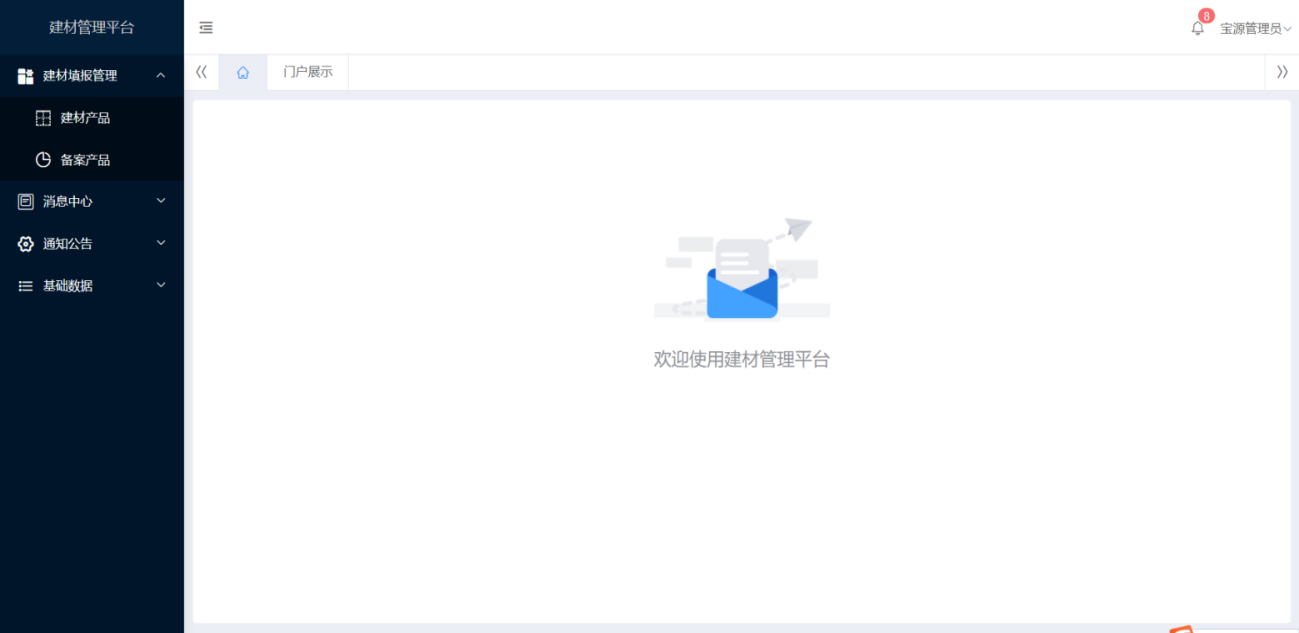 建材管理平台
8
宝源管理员
建材填报管理
门户展示
建材产品
备案产品
消息中心
通知公告
基础数据
欢迎使用建材管理平台